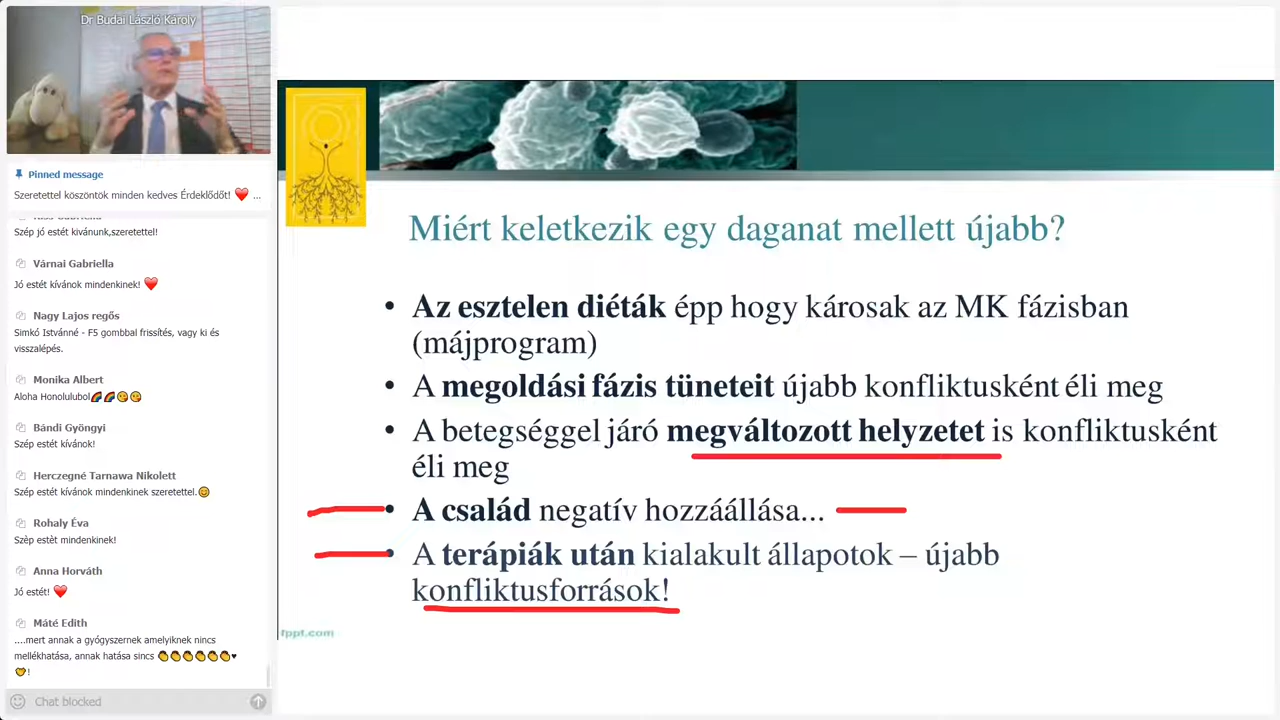 Dr Budai László Károly
Pinned message
Szeretettel köszöntök minden kedves Érdeklődőt! ❤️ ...
Szép jó estét kivánunk,szeretettel!
Várnai Gabriella
Jó estét kívánok mindenkinek! ❤️
Nagy Lajos regős
Simkó Istvánné - F5 gombbal frissítés, vagy ki és
visszalépés.
Monika Albert
Aloha Honolulubol🌈🌈😘😘
Bándi Gyöngyi
Szép estét kívánok!
Herczegné Tarnawa Nikolett
Szép estét kívánok mindenkinek szeretettel.😊
Rohaly Éva
Szèp estèt mindenkinek!
Anna Horváth
Jó estét! ❤️
Máté Edith
....mert annak a gyógyszernek amelyiknek nincs
mellékhatása, annak hatása sincs 👏👏👏👏👏👏♥
!
Chat blocked
Miért keletkezik egy daganat mellett újabb?
• Az esztelen diéták épp hogy károsak az MK fázisban
(májprogram)
• A megoldási fázis tüneteit újabb konfliktusként éli meg
• A betegséggel járó megváltozott helyzetet is konfliktusként
éli meg
• A család negatív hozzáállása...
• A terápiák után kialakult állapotok – újabb
konfliktusforrások!
fppt.com